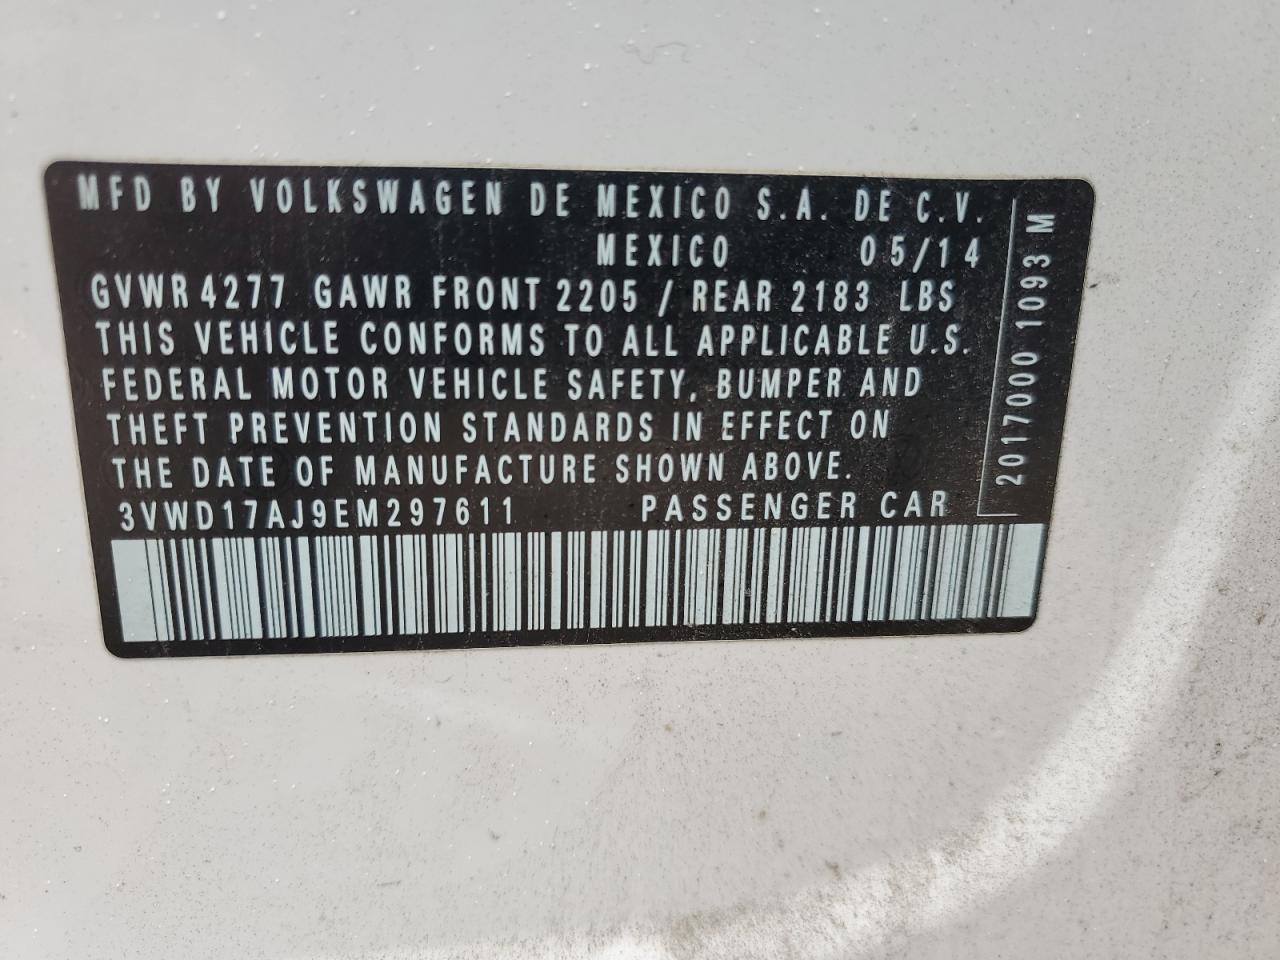 MFD BY VOLKSWAGEN DE MEXICO S.A. DE C.V.
MEXICO 05/14
GVWR 4277 GAWR FRONT 2205 / REAR 2183 LBS
THIS VEHICLE CONFORMS TO ALL APPLICABLE U.S.
FEDERAL MOTOR VEHICLE SAFETY, BUMPER AND
THEFT PREVENTION STANDARDS IN EFFECT ON
THE DATE OF MANUFACTURE SHOWN ABOVE.
3VWD17AJ9EM297611 PASSENGER CAR
2017000 1093 M